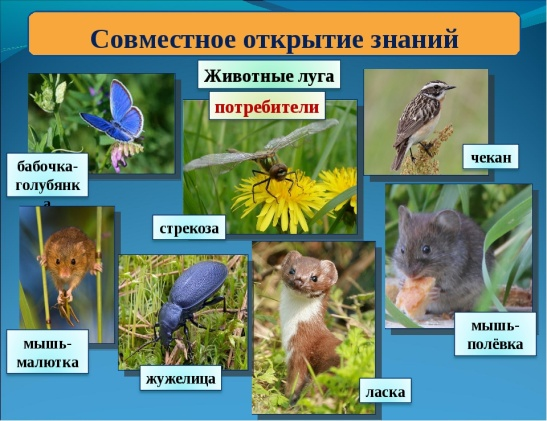 Совместное открытие знаний
Животные луга
потребители
бабочка-
голубянк
а
чекан
стрекоза
мышь-
малютка
жужелица
ласка
мышь-
полёвка